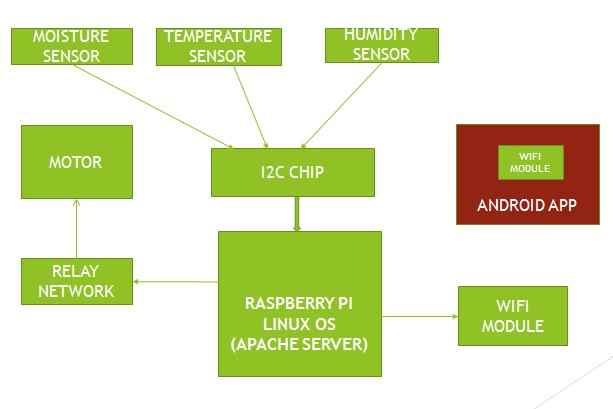 MOISTURE
SENSOR
TEMPERATURE
SENSOR
HUMIDITY
SENSOR
MOTOR
I2C CHIP
WIFI
MODULE
ANDROID APP
RELAY
NETWORK
RASPBERRY PI
LINUX OS
(APACHE SERVER)
WIFI
MODULE